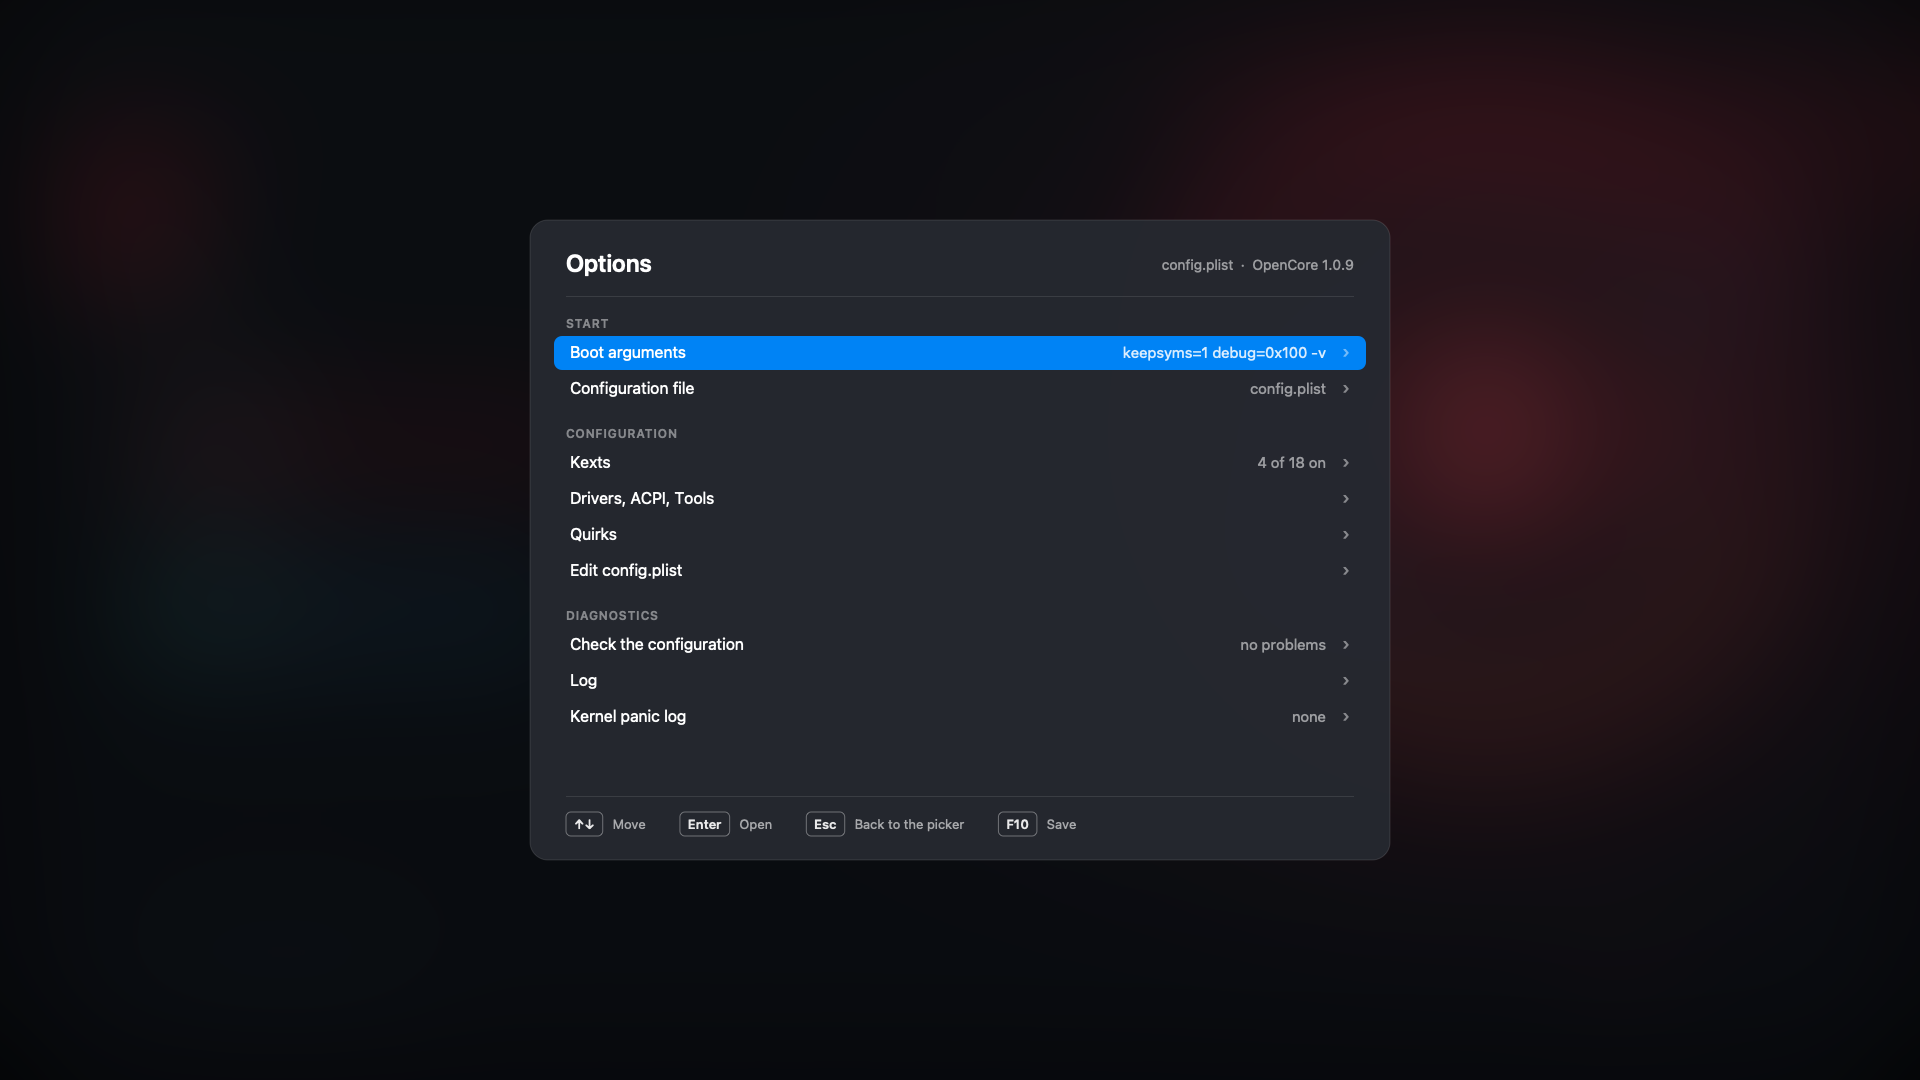 Options
config.plist · OpenCore 1.0.9
START
Boot arguments keepsyms=1 debug=0x100 -v ›
Configuration file config.plist ›
CONFIGURATION
Kexts 4 of 18 on ›
Drivers, ACPI, Tools ›
Quirks ›
Edit config.plist ›
DIAGNOSTICS
Check the configuration no problems ›
Log ›
Kernel panic log none ›
↑↓ Move Enter Open Esc Back to the picker F10 Save